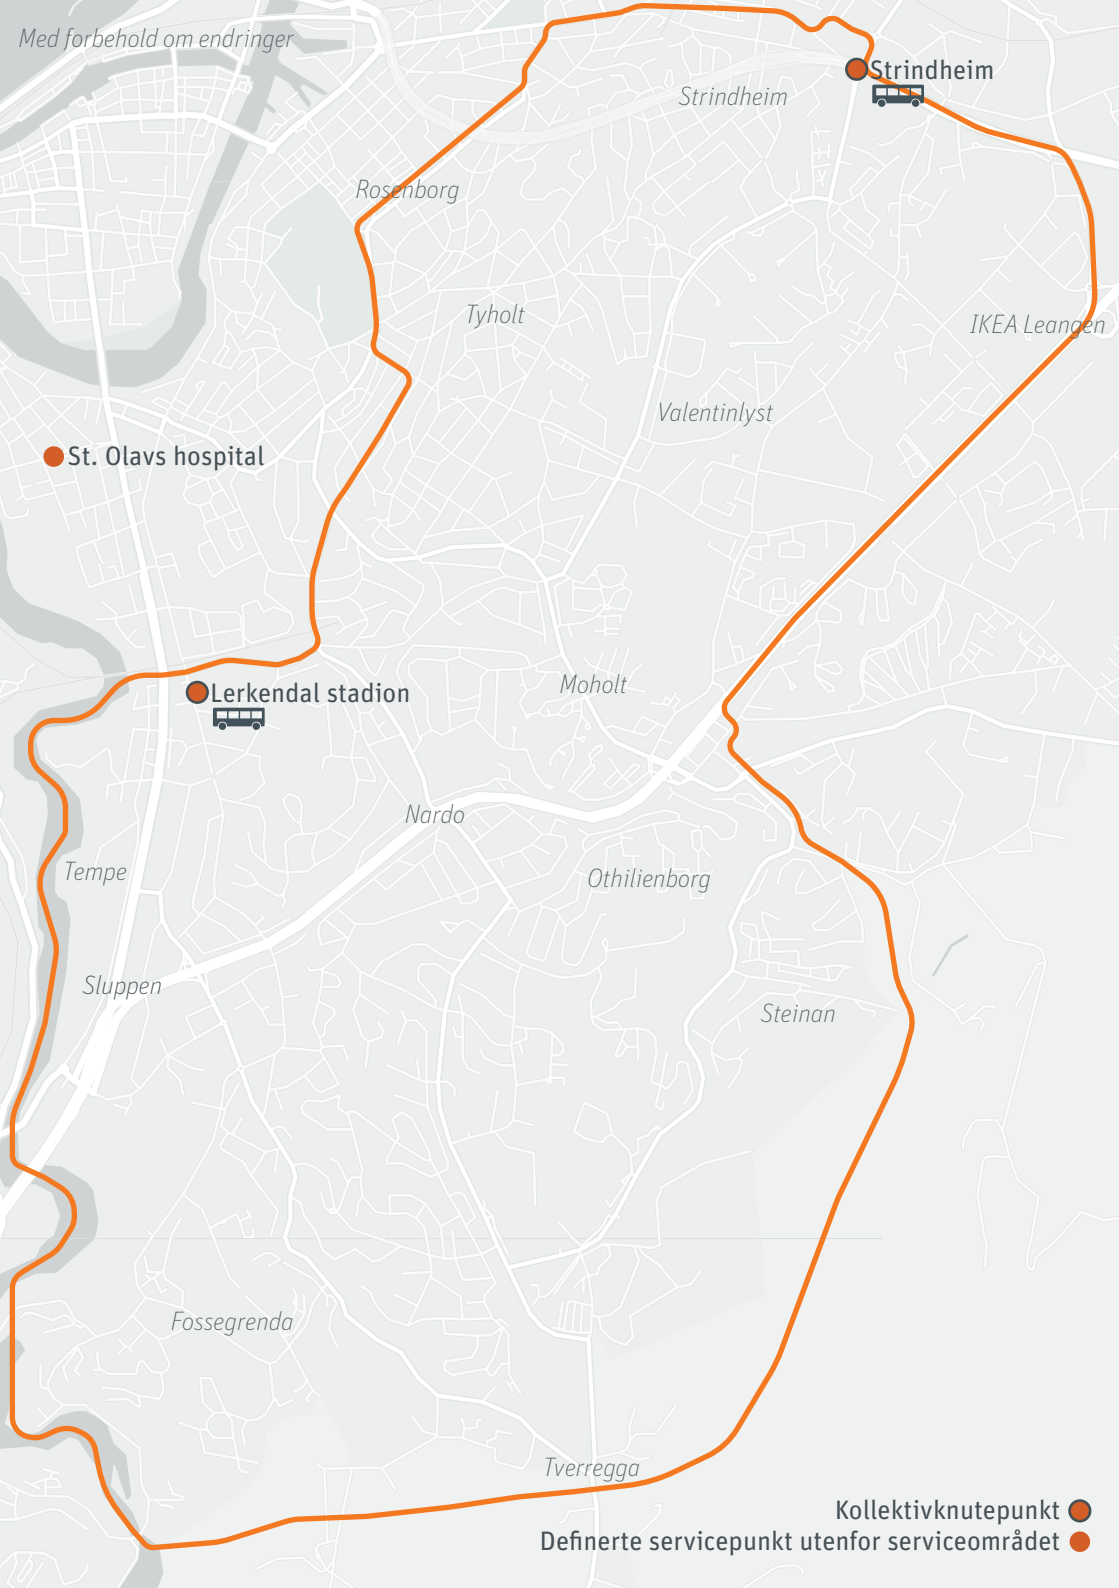 Med forbehold om endringer
Strindheim
Strindheim
Rosenborg
Tyholt
IKEA Leangen
Valentinlyst
St. Olavs hospital
Moholt
Lerkendal stadion
Nardo
Tempe
Othilienborg
Sluppen
Steinan
Fossegrenda
Tverregga
Kollektivknutepunkt
Definerte servicepunkt utenfor serviceområdet